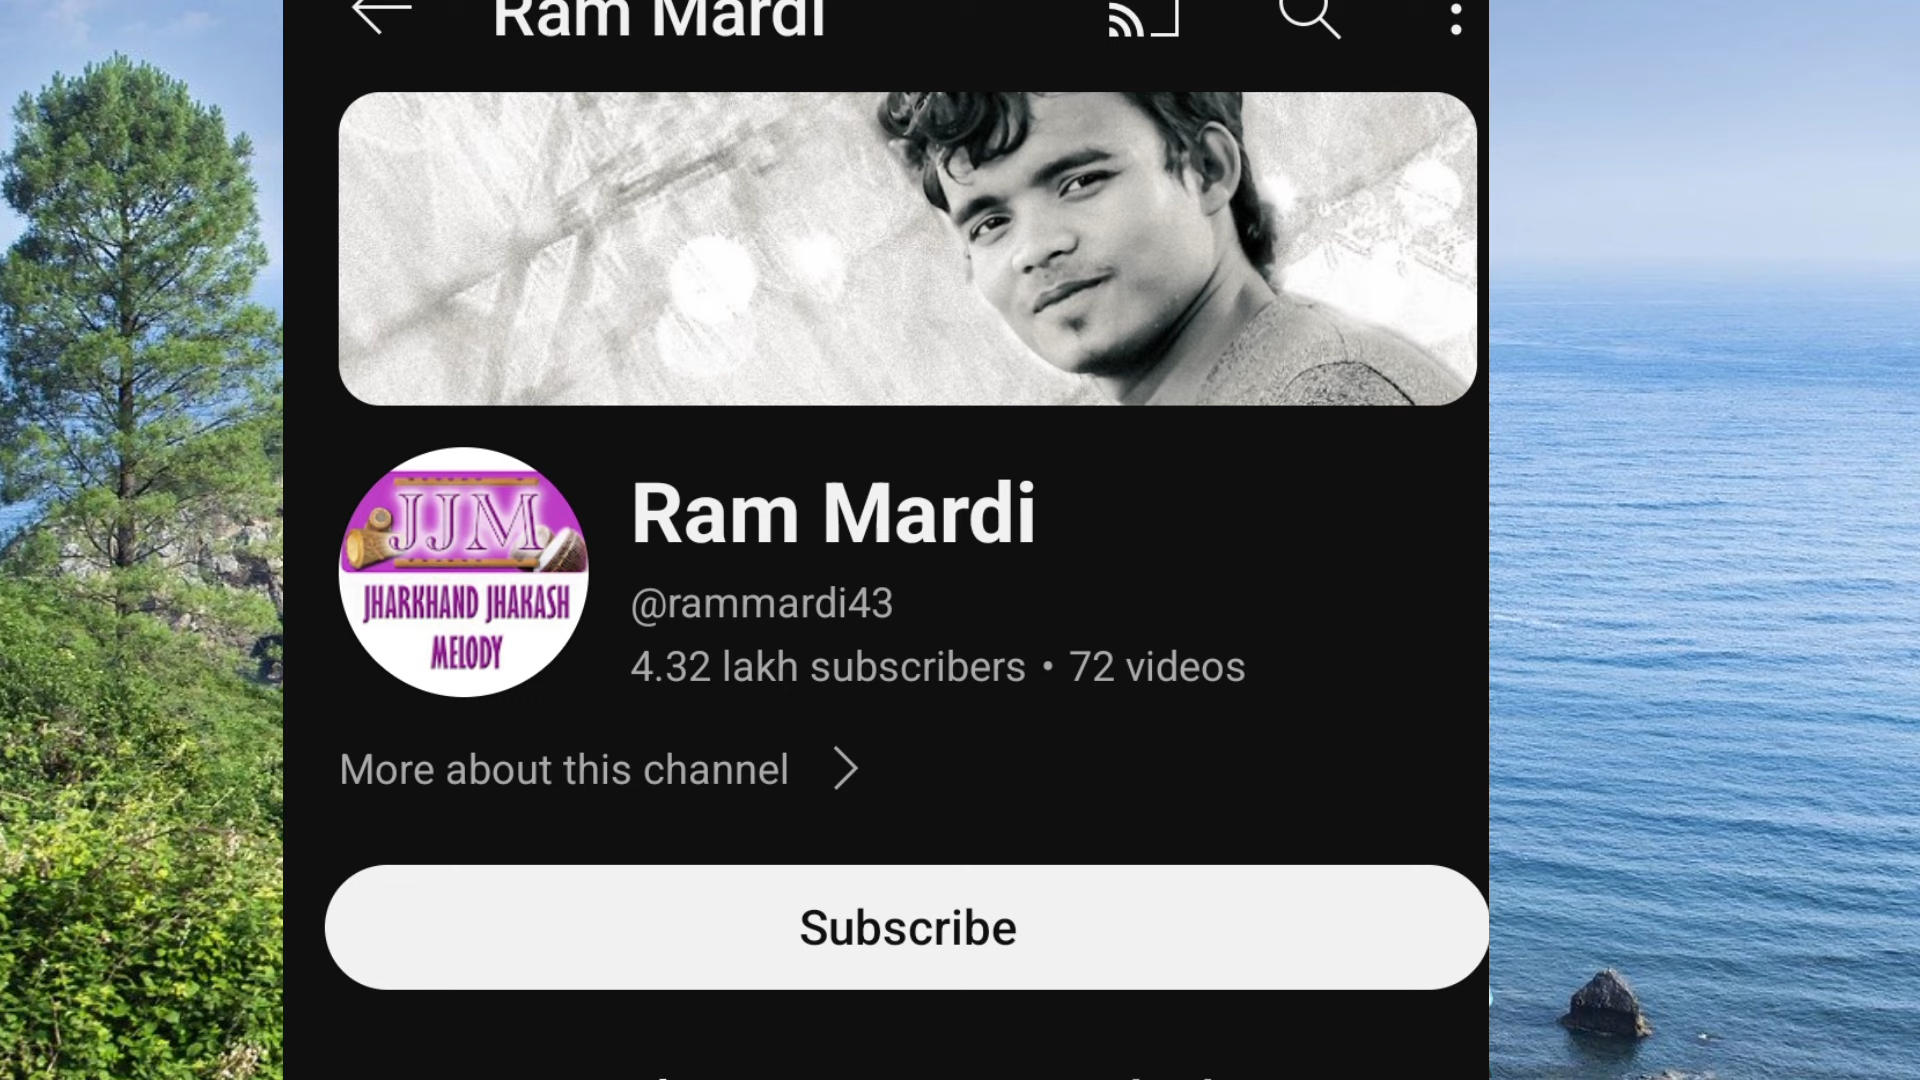 Ram Mardi
JJM
JHARKHAND JHAKASH
MELODY
Ram Mardi
@rammardi43
4.32 lakh subscribers • 72 videos
More about this channel
Subscribe